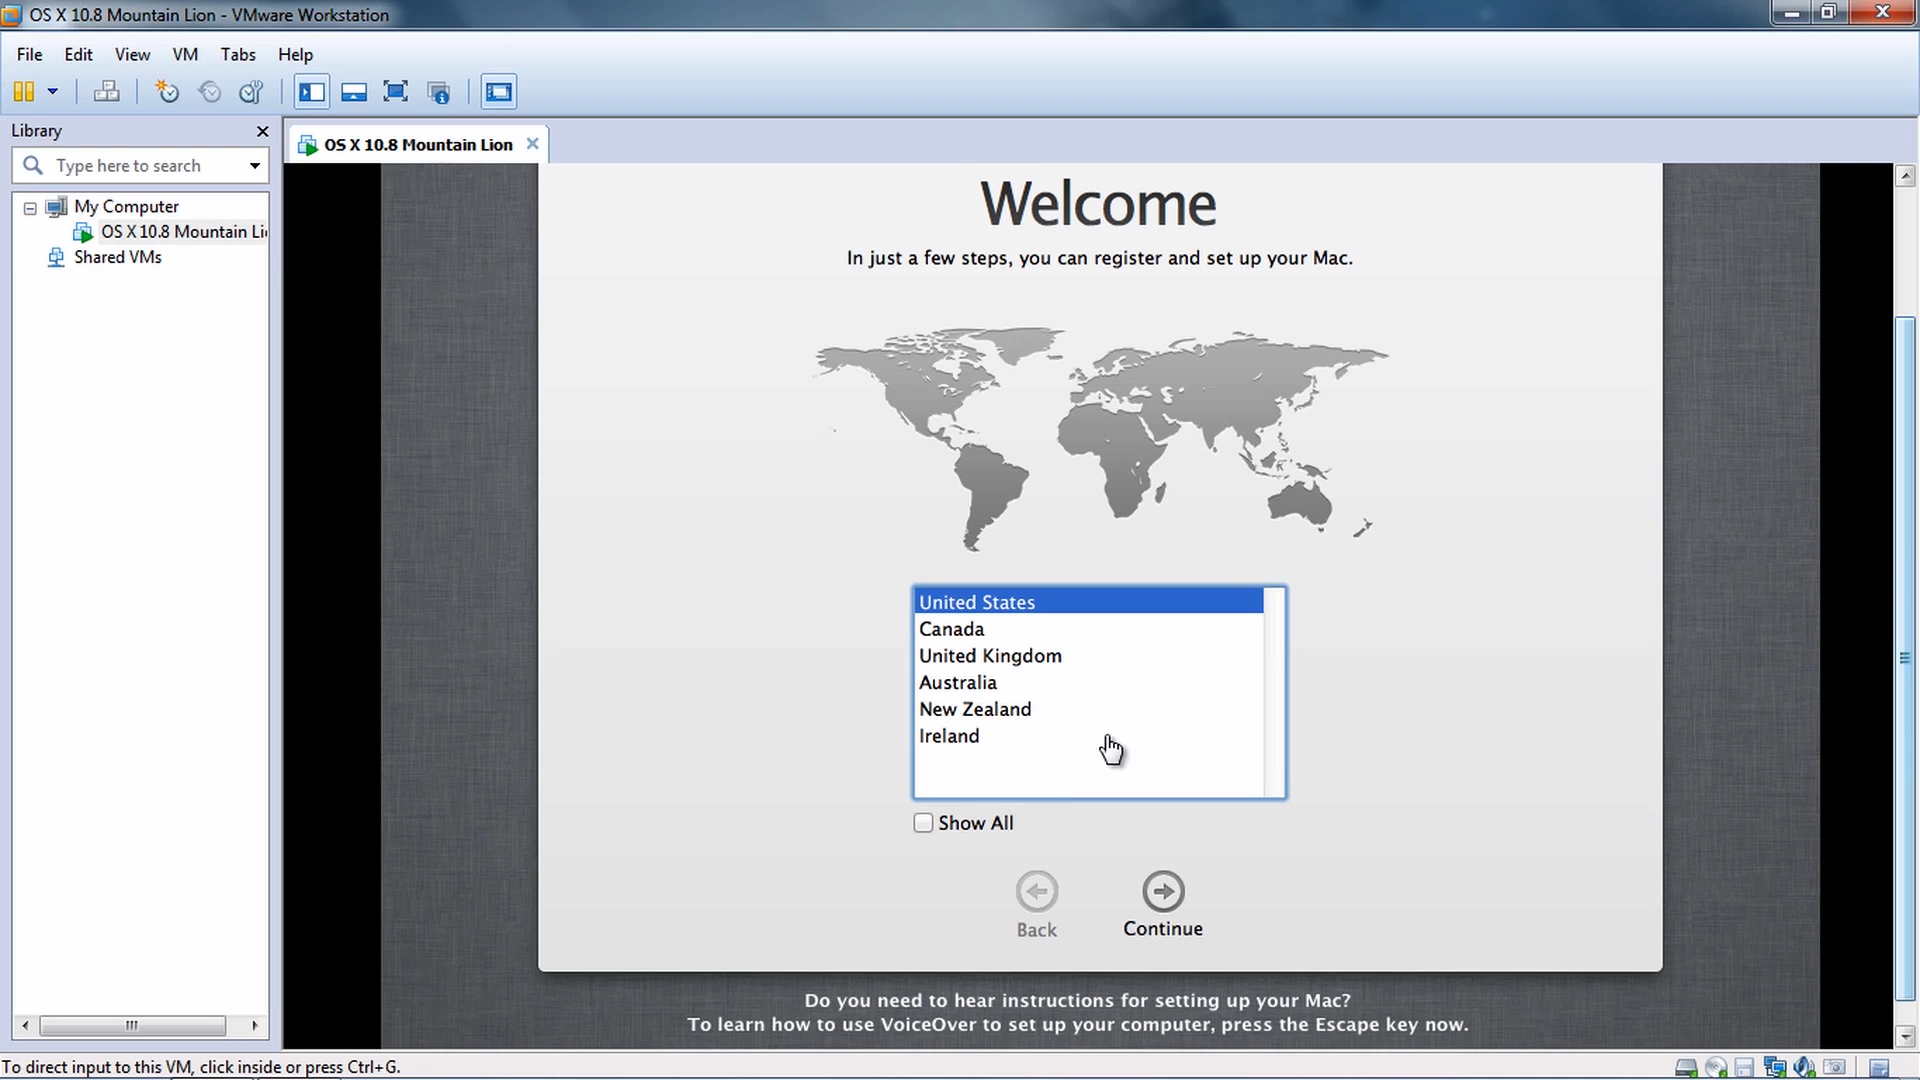 OS X 10.8 Mountain Lion - VMware Workstation
File Edit View VM Tabs Help
Library
Type here to search
OS X 10.8 Mountain Lion
My Computer
OS X 10.8 Mountain Li
Shared VMs
Welcome
In just a few steps, you can register and set up your Mac.
United States
Canada
United Kingdom
Australia
New Zealand
Ireland
Show All
Back Continue
Do you need to hear instructions for setting up your Mac?
To learn how to use VoiceOver to set up your computer, press the Escape key now.
To direct input to this VM, click inside or press Ctrl+G.